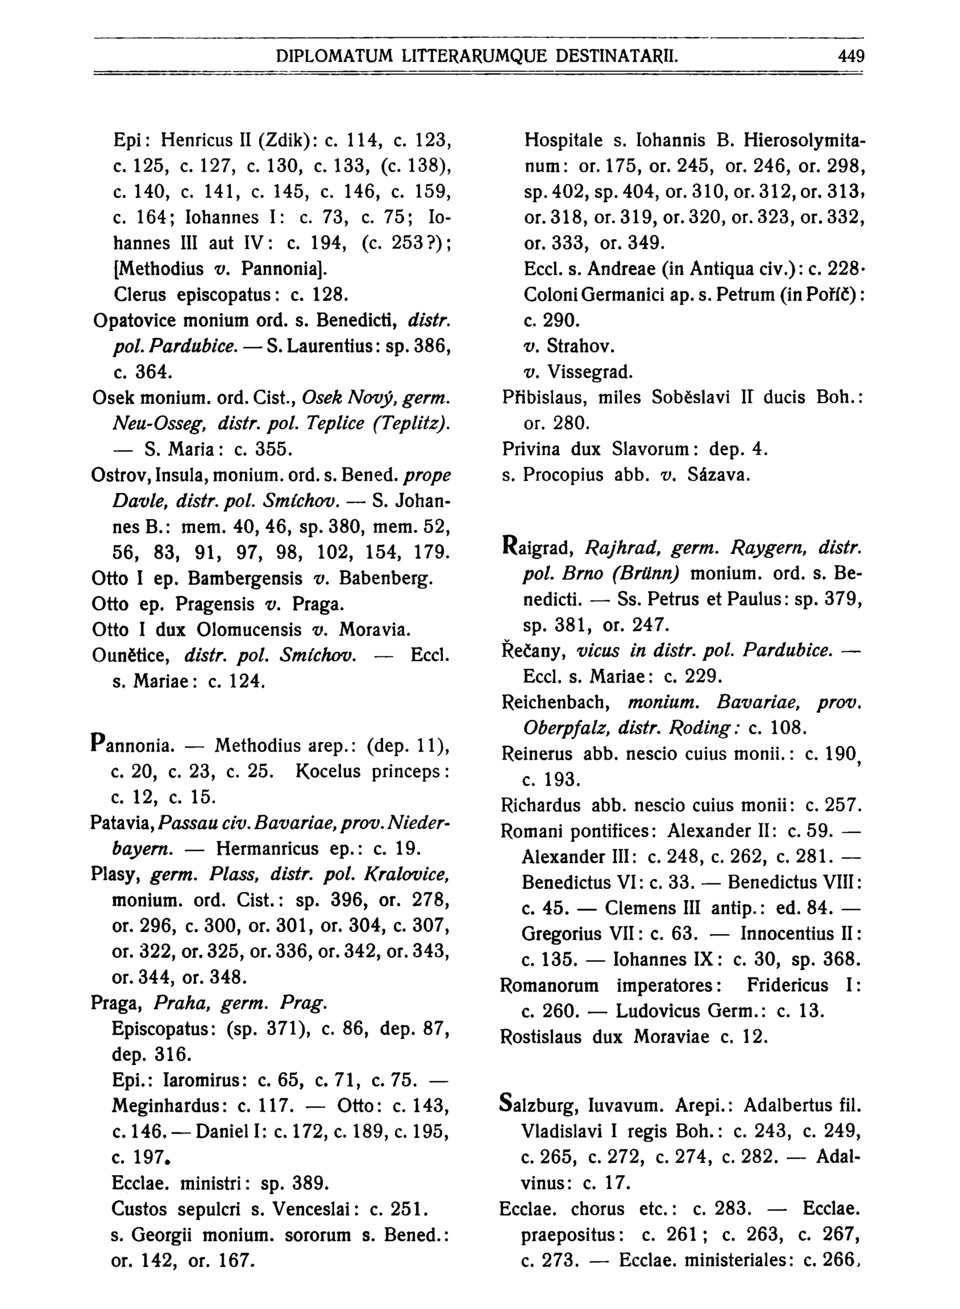 DIPLOMATUM LITTERARUMQUE DESTINATARII. 449
Epi: Henricus II (Zdik): c. 114, c. 123,
c. 125, c. 127, c. 130, c. 133, (c. 138),
c. 140, c. 141, c. 145, c. 146, c. 159,
c. 164; Iohannes I: c. 73, c. 75; Io-
hannes III aut IV: c. 194, (c. 253?);
[Methodius v. Pannonia].
Clerus episcopatus: c. 128.
Opatovice monium ord. s. Benedicti, distr.
pol. Pardubice. — S. Laurentius: sp. 386,
c. 364.
Osek monium. ord. Cist., Osek Nový, germ.
Neu-Osseg, distr. pol. Teplice (Teplitz).
— S. Maria: c. 355.
Ostrov, Insula, monium. ord. s. Bened. prope
Davle, distr. pol. Smíchov. — S. Johan-
nes B.: mem. 40, 46, sp. 380, mem. 52,
56, 83, 91, 97, 98, 102, 154, 179.
Otto I ep. Bambergensis v. Babenberg.
Otto ep. Pragensis v. Praga.
Otto I dux Olomucensis v. Moravia.
Ounětice, distr. pol. Smíchov. — Eccl.
s. Mariae: c. 124.
Pannonia. — Methodius arep.: (dep. 11),
c. 20, c. 23, c. 25. Kocelus princeps:
c. 12, c. 15.
Patavia, Passau civ. Bavariae, prov. Nieder-
bayern. — Hermanricus ep.: c. 19.
Plasy, germ. Plass, distr. pol. Kralovice,
monium. ord. Cist.: sp. 396, or. 278,
or. 296, c. 300, or. 301, or. 304, c. 307,
or. 322, or. 325, or. 336, or. 342, or. 343,
or. 344, or. 348.
Praga, Praha, germ. Prag.
Episcopatus: (sp. 371), c. 86, dep. 87,
dep. 316.
Epi.: Iaromirus: c. 65, c. 71, c. 75. —
Meginhardus: c. 117. — Otto: c. 143,
c. 146. — Daniel I: c. 172, c. 189, c. 195,
c. 197.
Ecclae. ministri: sp. 389.
Custos sepulcri s. Venceslai: c. 251.
s. Georgii monium. sororum s. Bened.:
or. 142, or. 167.
Hospitale s. Iohannis B. Hierosolymita-
num: or. 175, or. 245, or. 246, or. 298,
sp. 402, sp. 404, or. 310, or. 312, or. 313,
or. 318, or. 319, or. 320, or. 323, or. 332,
or. 333, or. 349.
Eccl. s. Andreae (in Antiqua civ.): c. 228.
Coloni Germanici ap. s. Petrum (in Poříč):
c. 290.
v. Strahov.
v. Vissegrad.
Přibislaus, miles Soběslavi II ducis Boh.:
or. 280.
Privina dux Slavorum: dep. 4.
s. Procopius abb. v. Sázava.
Raigrad, Rajhrad, germ. Raygern, distr.
pol. Brno (Brünn) monium. ord. s. Be-
nedicti. — Ss. Petrus et Paulus: sp. 379,
sp. 381, or. 247.
Řečany, vicus in distr. pol. Pardubice. —
Eccl. s. Mariae: c. 229.
Reichenbach, monium. Bavariae, prov.
Oberpfalz, distr. Roding: c. 108.
Reinerus abb. nescio cuius monii.: c. 190,
c. 193.
Richardus abb. nescio cuius monii: c. 257.
Romani pontifices: Alexander II: c. 59. —
Alexander III: c. 248, c. 262, c. 281. —
Benedictus VI: c. 33. — Benedictus VIII:
c. 45. — Clemens III antip.: ed. 84. —
Gregorius VII: c. 63. — Innocentius II:
c. 135. — Iohannes IX: c. 30, sp. 368.
Romanorum imperatores: Fridericus I:
c. 260. — Ludovicus Germ.: c. 13.
Rostislaus dux Moraviae c. 12.
Salzburg, Iuvavum. Arepi.: Adalbertus fil.
Vladislavi I regis Boh.: c. 243, c. 249,
c. 265, c. 272, c. 274, c. 282. — Adal-
vinus: c. 17.
Ecclae. chorus etc.: c. 283. — Ecclae.
praepositus: c. 261; c. 263, c. 267,
c. 273. — Ecclae. ministeriales: c. 266,